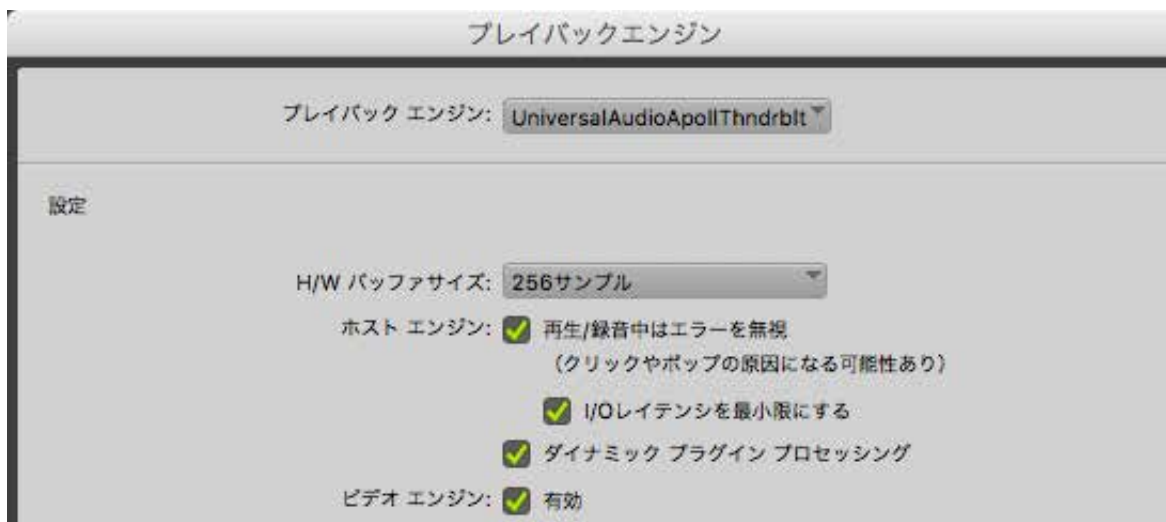 プレイバックエンジン
プレイバック エンジン: UniversalAudioApollThndrblt
設定
H/W バッファサイズ: 256サンプル
ホスト エンジン: 再生/録音中はエラーを無視
（クリックやポップの原因になる可能性あり）
I/Oレイテンシを最小限にする
ダイナミック プラグイン プロセッシング
ビデオ エンジン: 有効